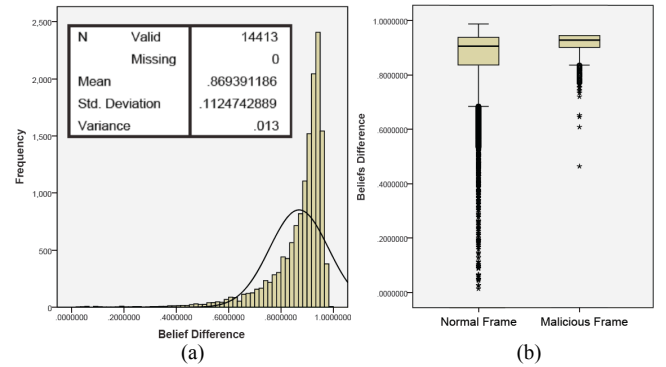 N Valid 14413
Missing 0
Mean .869391186
Std. Deviation .1124742889
Variance .013
Frequency
2,500
2,000
1,500
1,000
500
0
.0000000 .2000000 .4000000 .6000000 .8000000 1.0000000
Belief Difference
(a)
Beliefs Difference
1.0000000
.8000000
.6000000
.4000000
.2000000
.0000000
Normal Frame Malicious Frame
(b)